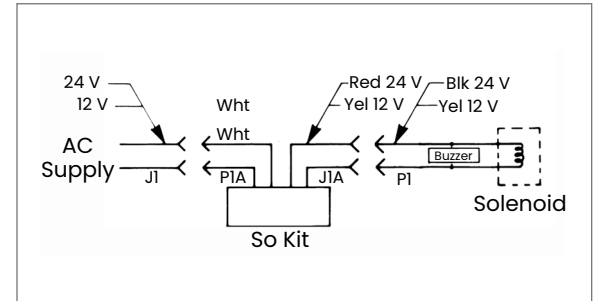 24 V
12 V
Wht
Wht
Red 24 V
Yel 12 V
Blk 24 V
Yel 12 V
AC
Supply
J1
P1A
J1A
P1
Buzzer
Solenoid
So Kit